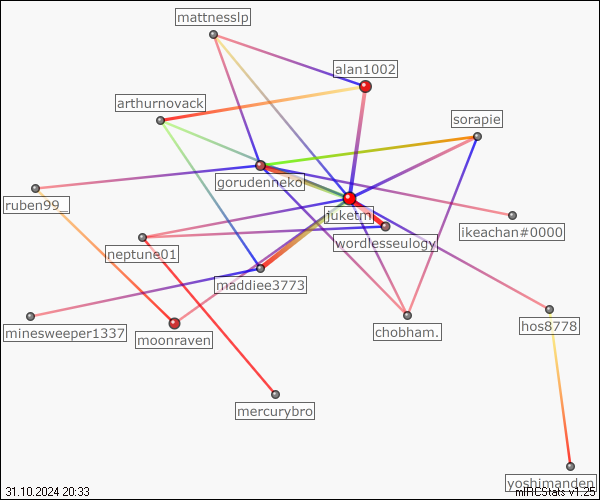 mattnesslp
alan1002
arthurnovack
sorapie
gorudenneko
ruben99_
juketm
ikeachan#0000
wordlesseulogy
neptune01
maddiee3773
minesweeper1337
moonraven
chobham.
hos8778
mercurybro
yoshimanden
31.10.2024 20:33
mIRCStats v1.25